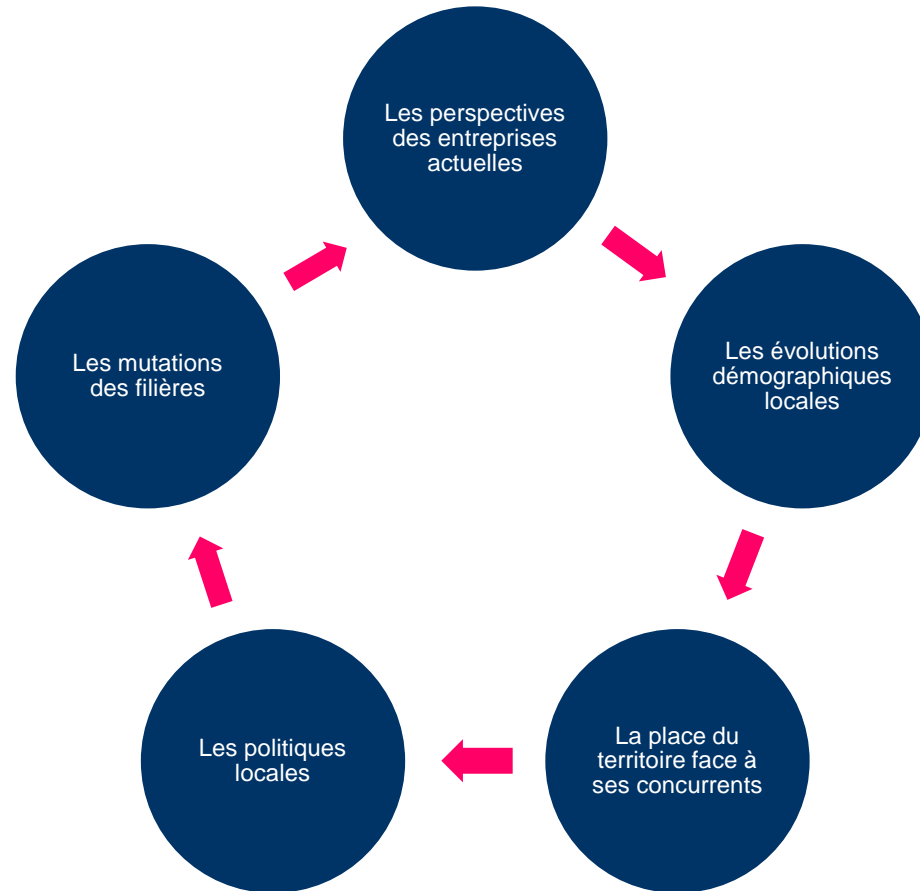 Les perspectives
des entreprises
actuelles
Les évolutions
démographiques
locales
La place du
territoire face à
ses concurrents
Les politiques
locales
Les mutations
des filières